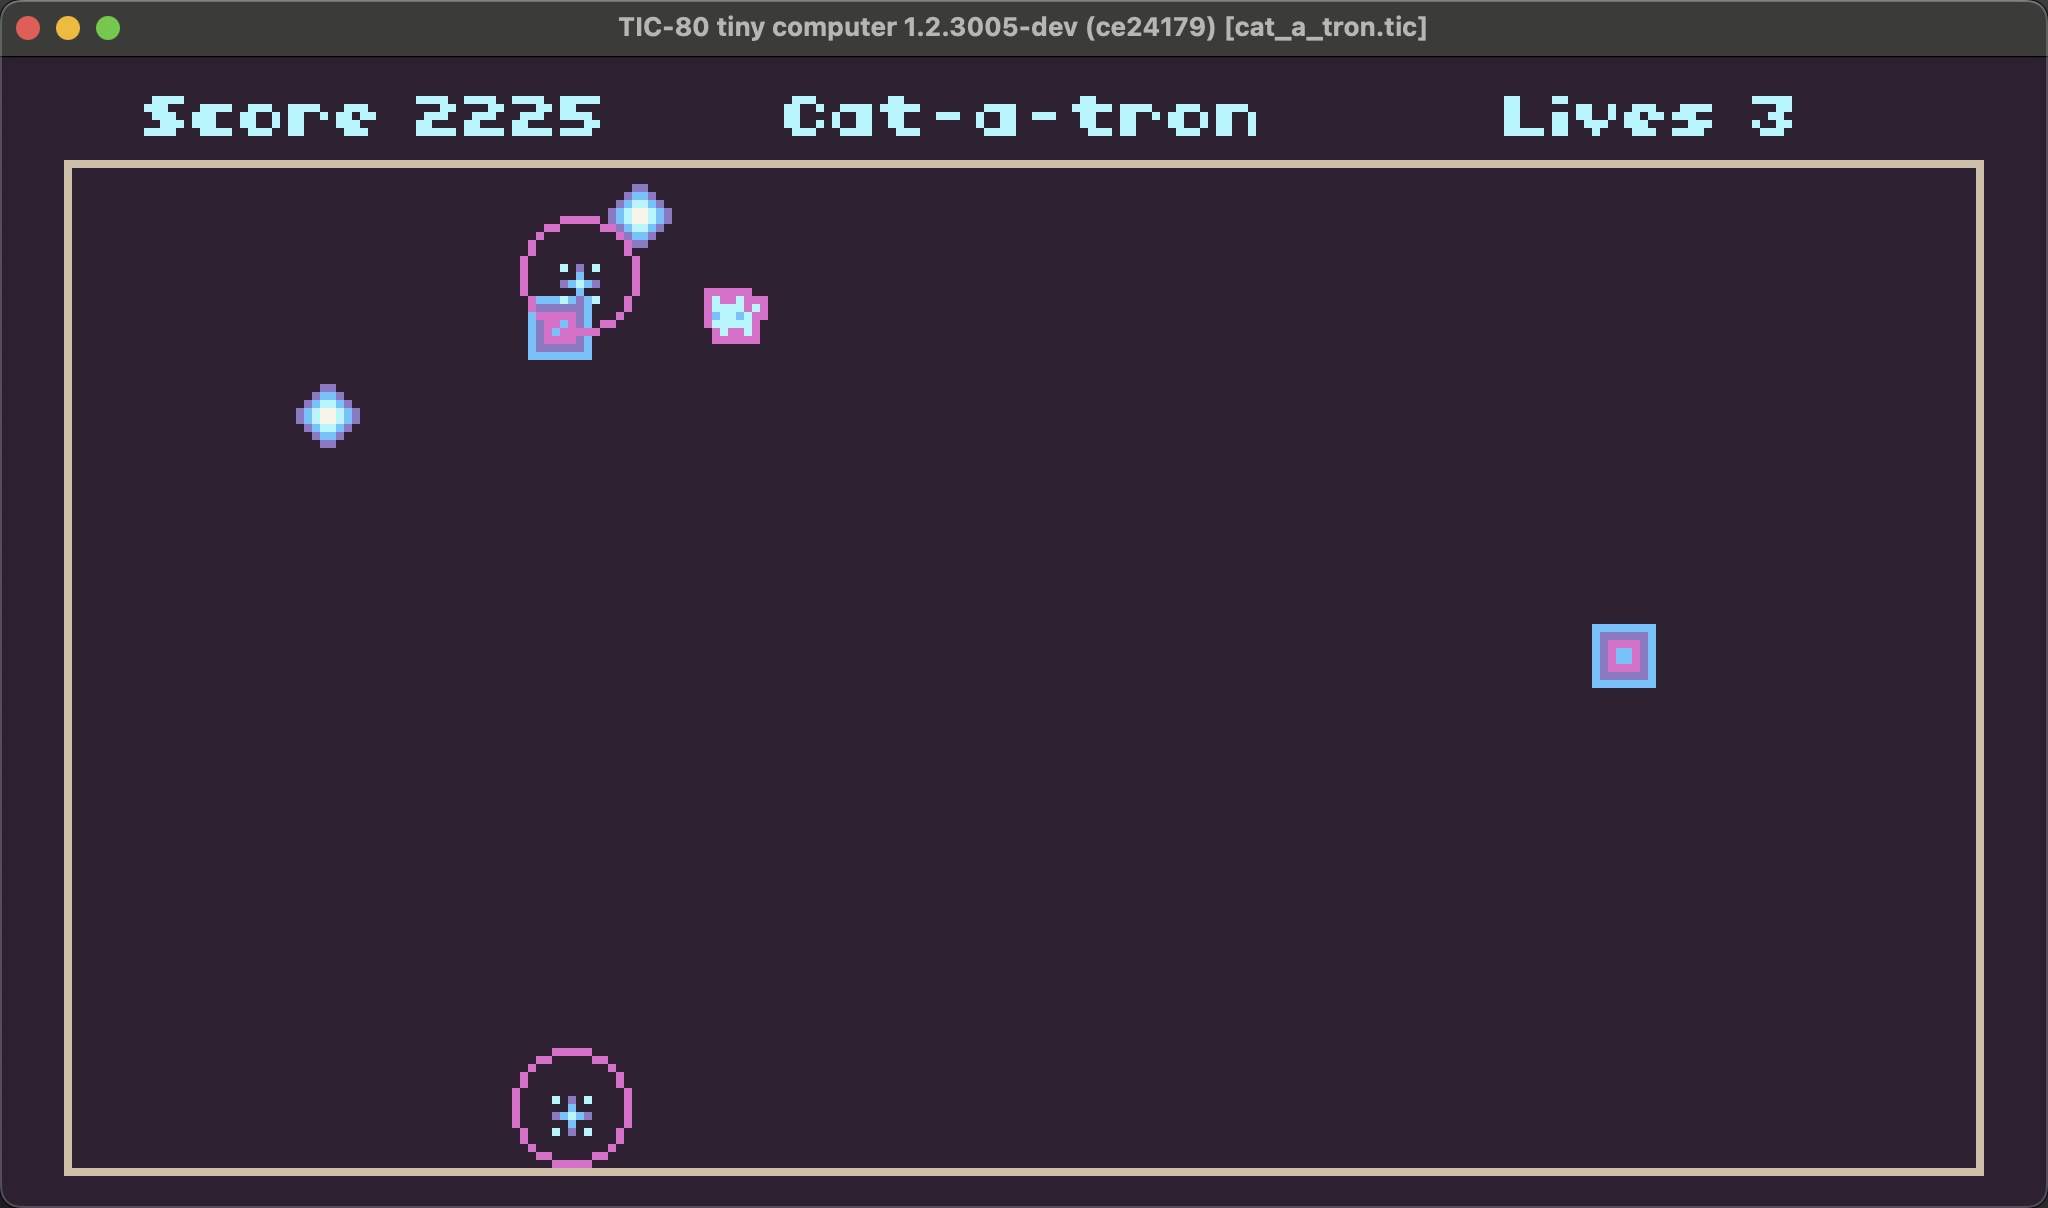 TIC-80 tiny computer 1.2.3005-dev (ce24179) [cat_a_tron.tic]
Score 2225 Cat-a-tron Lives 3